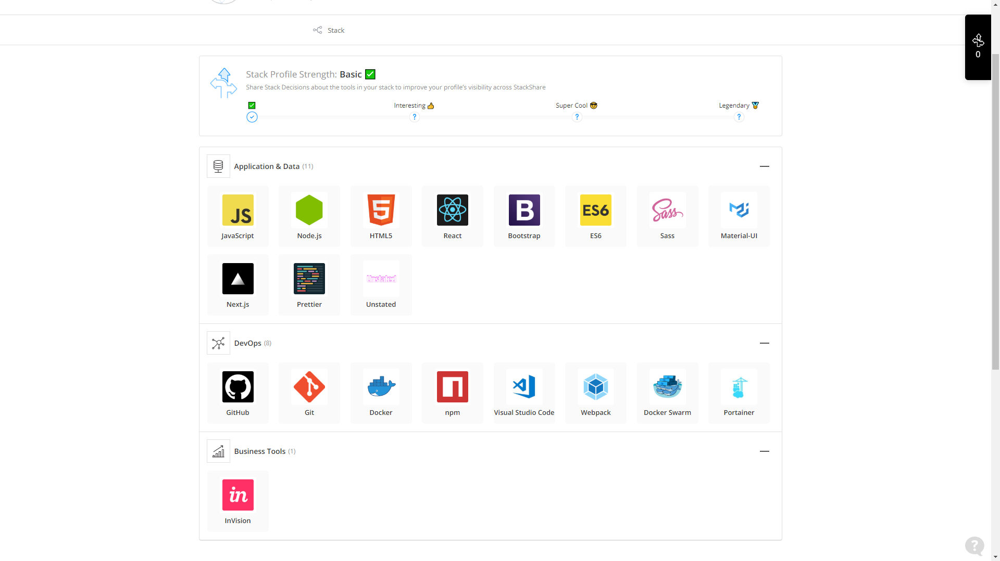 Stack
0
Stack Profile Strength: Basic
Share Stack Decisions about the tools in your stack to improve your profile's visibility across StackShare
Interesting
Super Cool
Legendary
? ? ?
Application & Data (11)
JS
5
B
ES6
Sass
JavaScript
Node.js
HTML5
React
Bootstrap
ES6
Sass
Material-UI
Unstated
Next.js
Prettier
Unstated
DevOps (8)
GitHub
Git
Docker
npm
Visual Studio Code
Webpack
Docker Swarm
Portainer
Business Tools (1)
in
InVision
?